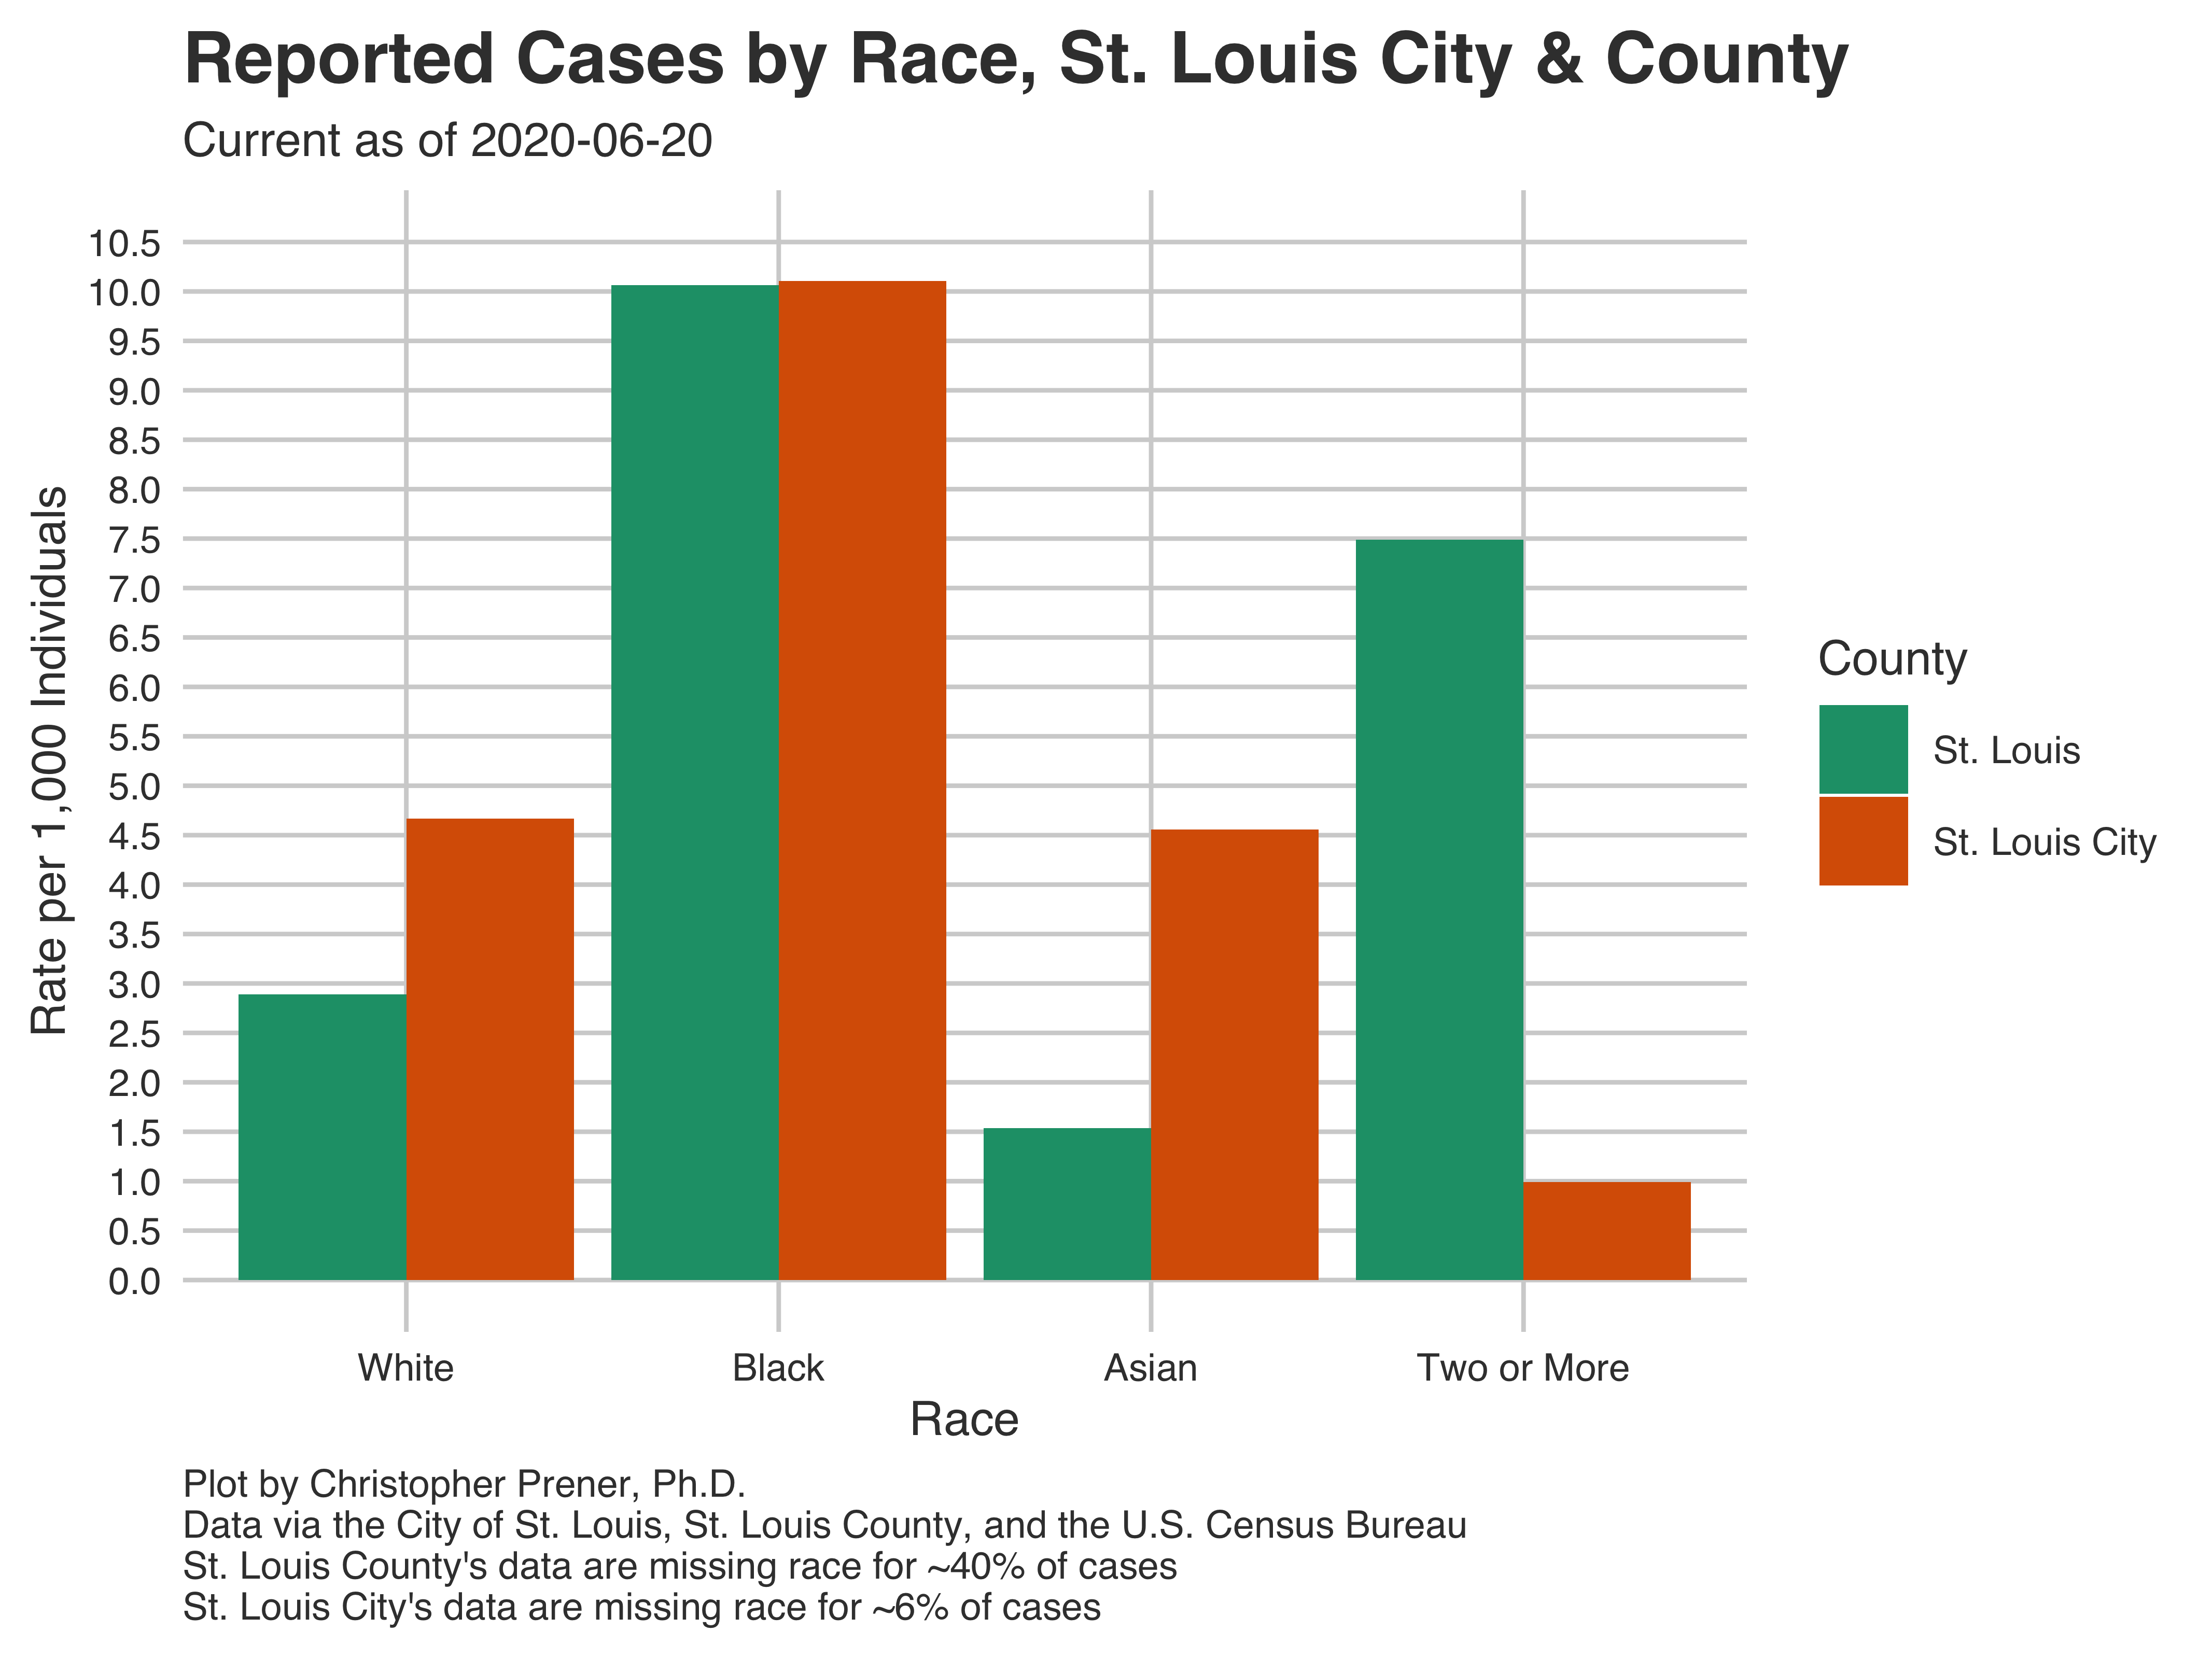 Reported Cases by Race, St. Louis City & County
Current as of 2020-06-20
10.5
10.0
9.5
9.0
8.5
8.0
7.5
7.0
6.5
6.0
5.5
5.0
4.5
4.0
3.5
3.0
2.5
2.0
1.5
1.0
0.5
0.0
Rate per 1,000 Individuals
White
Black
Asian
Two or More
Race
County
St. Louis
St. Louis City
Plot by Christopher Prener, Ph.D.
Data via the City of St. Louis, St. Louis County, and the U.S. Census Bureau
St. Louis County's data are missing race for ~40% of cases
St. Louis City's data are missing race for ~6% of cases